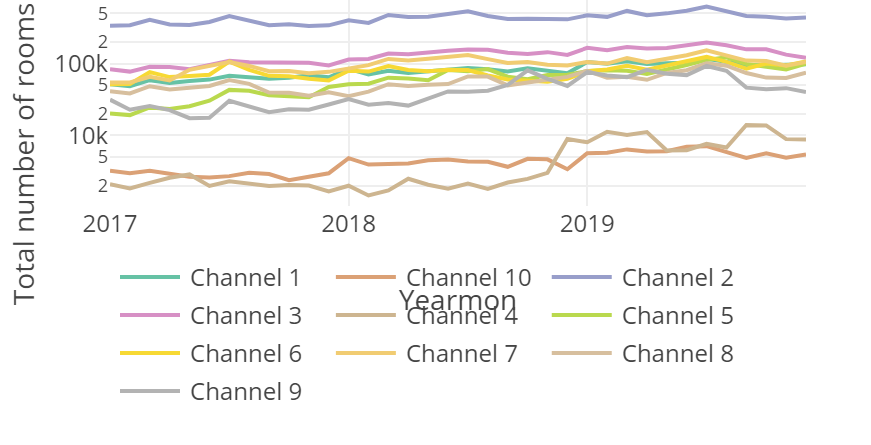 Total number of rooms
5
2
100k
5
2
10k
5
2
2017 2018 2019
Yearmon
Channel 1 Channel 10 Channel 2
Channel 3 Channel 4 Channel 5
Channel 6 Channel 7 Channel 8
Channel 9